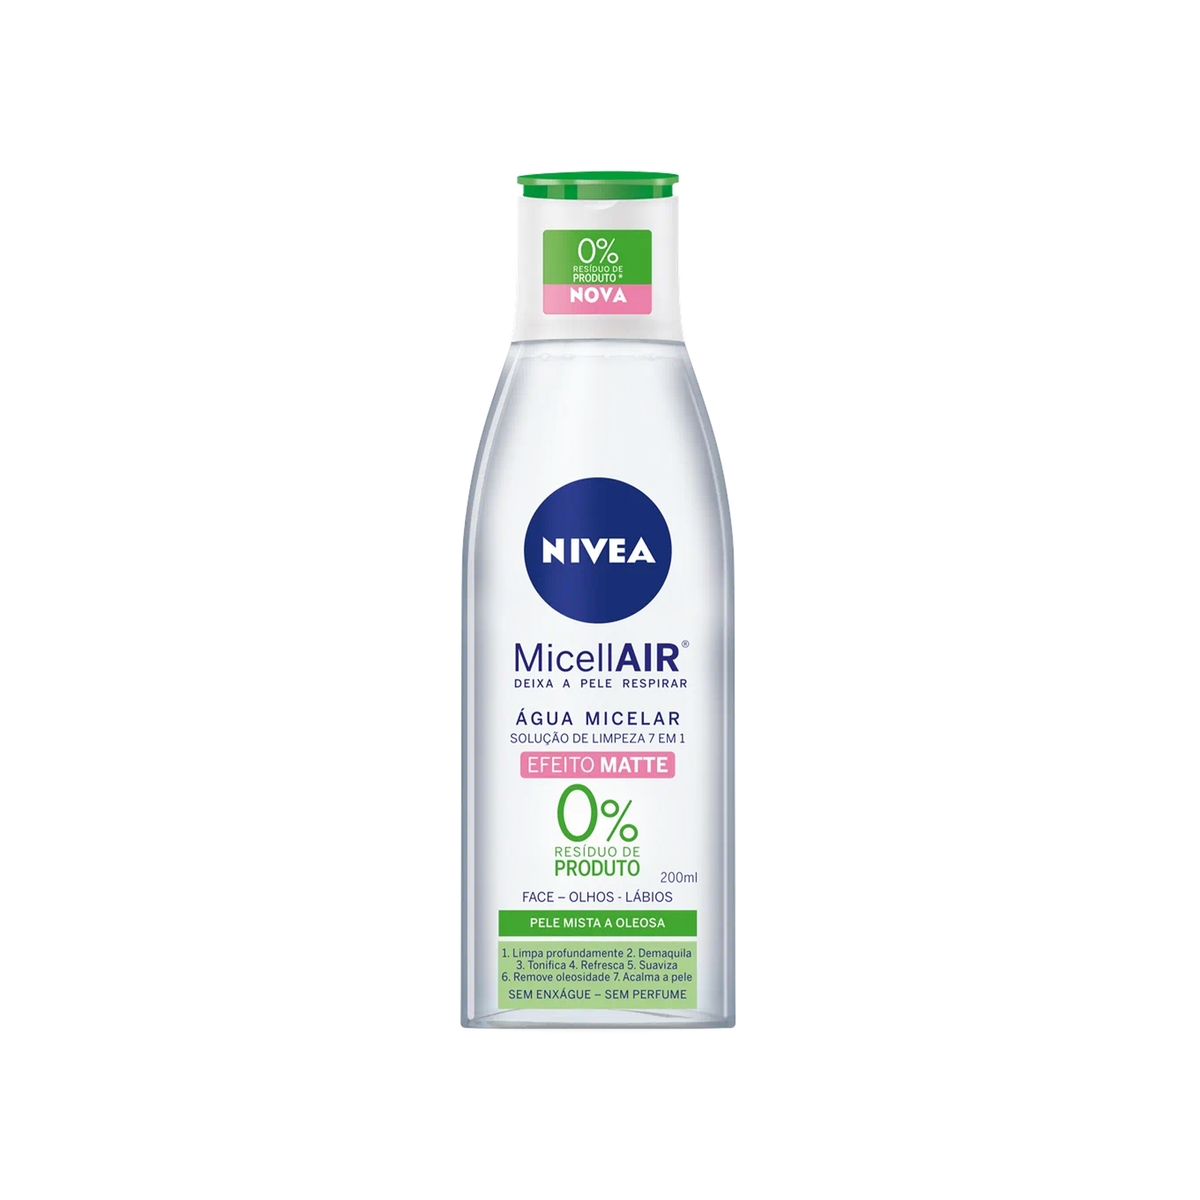 0%
RESÍDUO DE
PRODUTO*
NOVA
NIVEA
MicellAIR®
DEIXA A PELE RESPIRAR
ÁGUA MICELAR
SOLUÇÃO DE LIMPEZA 7 EM 1
EFEITO MATTE
0%
RESÍDUO DE
PRODUTO
200ml
FACE – OLHOS - LÁBIOS
PELE MISTA A OLEOSA
1. Limpa profundamente 2. Demaquila
3. Tonifica 4. Refresca 5. Suaviza
6. Remove oleosidade 7. Acalma a pele
SEM ENXÁGUE – SEM PERFUME